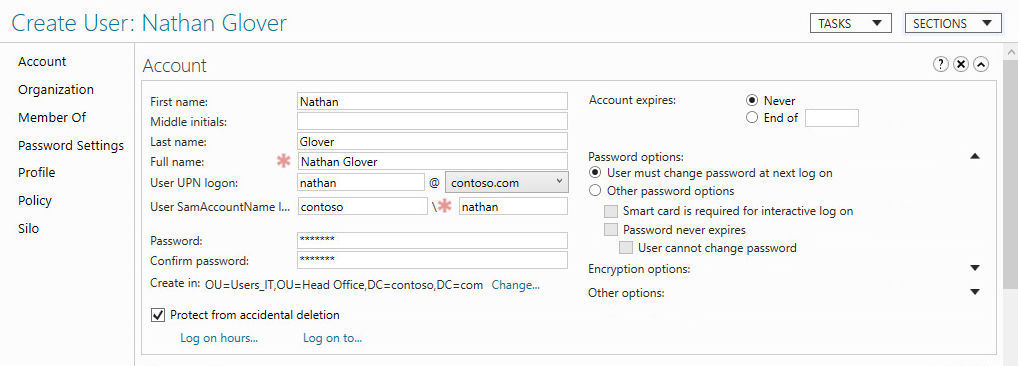 Create User: Nathan Glover
TASKS
SECTIONS
Account
Organization
Member Of
Password Settings
Profile
Policy
Silo
Account
?
First name: Nathan
Middle initials:
Last name: Glover
Full name: * Nathan Glover
User UPN logon: nathan @ contoso.com
User SamAccountName l... contoso \* nathan
Password: *******
Confirm password: *******
Create in: OU=Users_IT,OU=Head Office,DC=contoso,DC=com Change...
Protect from accidental deletion
Log on hours... Log on to...
Account expires: Never
End of
Password options:
User must change password at next log on
Other password options
Smart card is required for interactive log on
Password never expires
User cannot change password
Encryption options:
Other options: